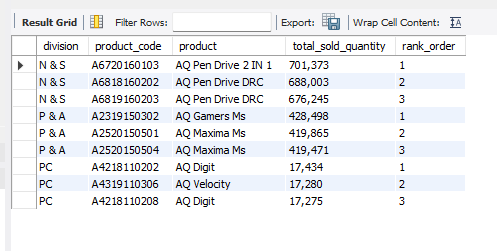 Result Grid Filter Rows: Export: Wrap Cell Content:
division product_code product total_sold_quantity rank_order
N & S A6720160103 AQ Pen Drive 2 IN 1 701,373 1
N & S A6818160202 AQ Pen Drive DRC 688,003 2
N & S A6819160203 AQ Pen Drive DRC 676,245 3
P & A A2319150302 AQ Gamers Ms 428,498 1
P & A A2520150501 AQ Maxima Ms 419,865 2
P & A A2520150504 AQ Maxima Ms 419,471 3
PC A4218110202 AQ Digit 17,434 1
PC A4319110306 AQ Velocity 17,280 2
PC A4218110208 AQ Digit 17,275 3